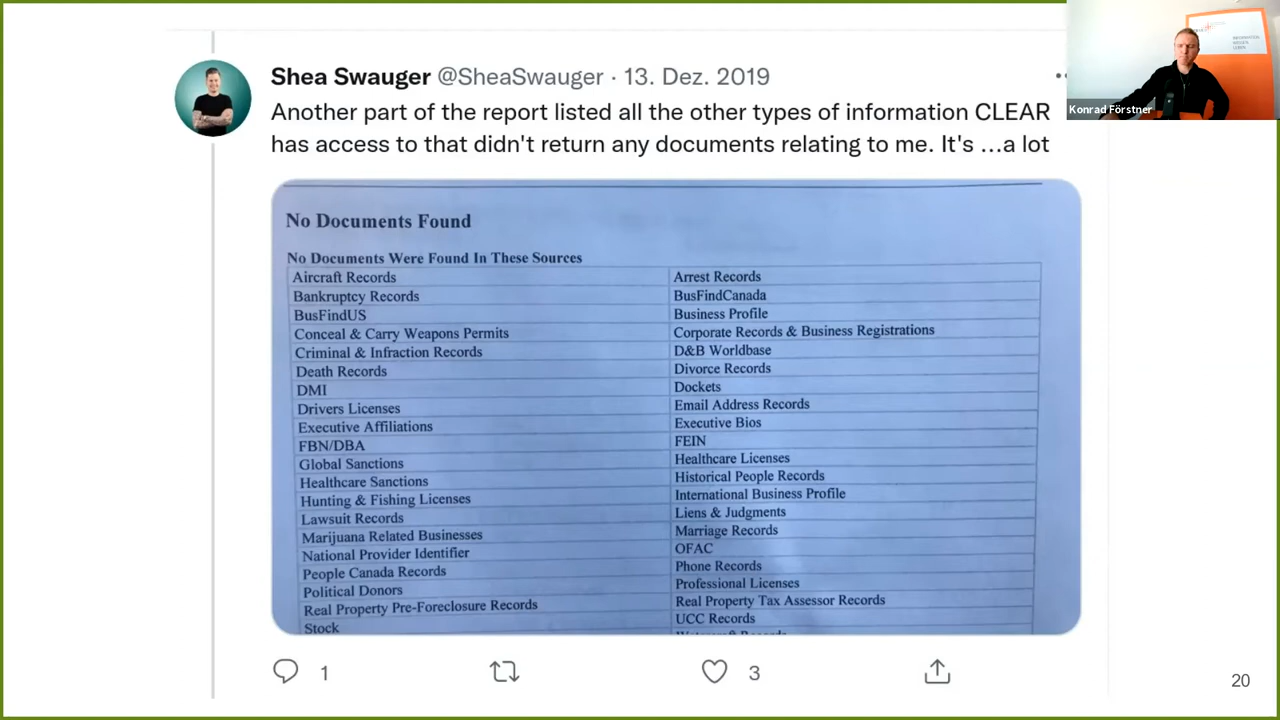 Shea Swauger @SheaSwauger · 13. Dez. 2019
Another part of the report listed all the other types of information CLEAR
has access to that didn't return any documents relating to me. It's ...a lot
No Documents Found
No Documents Were Found In These Sources
Aircraft Records
Arrest Records
Bankruptcy Records
BusFindCanada
BusFindUS
Business Profile
Conceal & Carry Weapons Permits
Corporate Records & Business Registrations
Criminal & Infraction Records
D&B Worldbase
Death Records
Divorce Records
DMI
Dockets
Drivers Licenses
Email Address Records
Executive Affiliations
Executive Bios
FBN/DBA
FEIN
Global Sanctions
Healthcare Licenses
Healthcare Sanctions
Historical People Records
Hunting & Fishing Licenses
International Business Profile
Lawsuit Records
Liens & Judgments
Marijuana Related Businesses
Marriage Records
National Provider Identifier
OFAC
People Canada Records
Phone Records
Political Donors
Professional Licenses
Real Property Pre-Foreclosure Records
Real Property Tax Assessor Records
Stock
UCC Records
1
3
Konrad Förstner
20